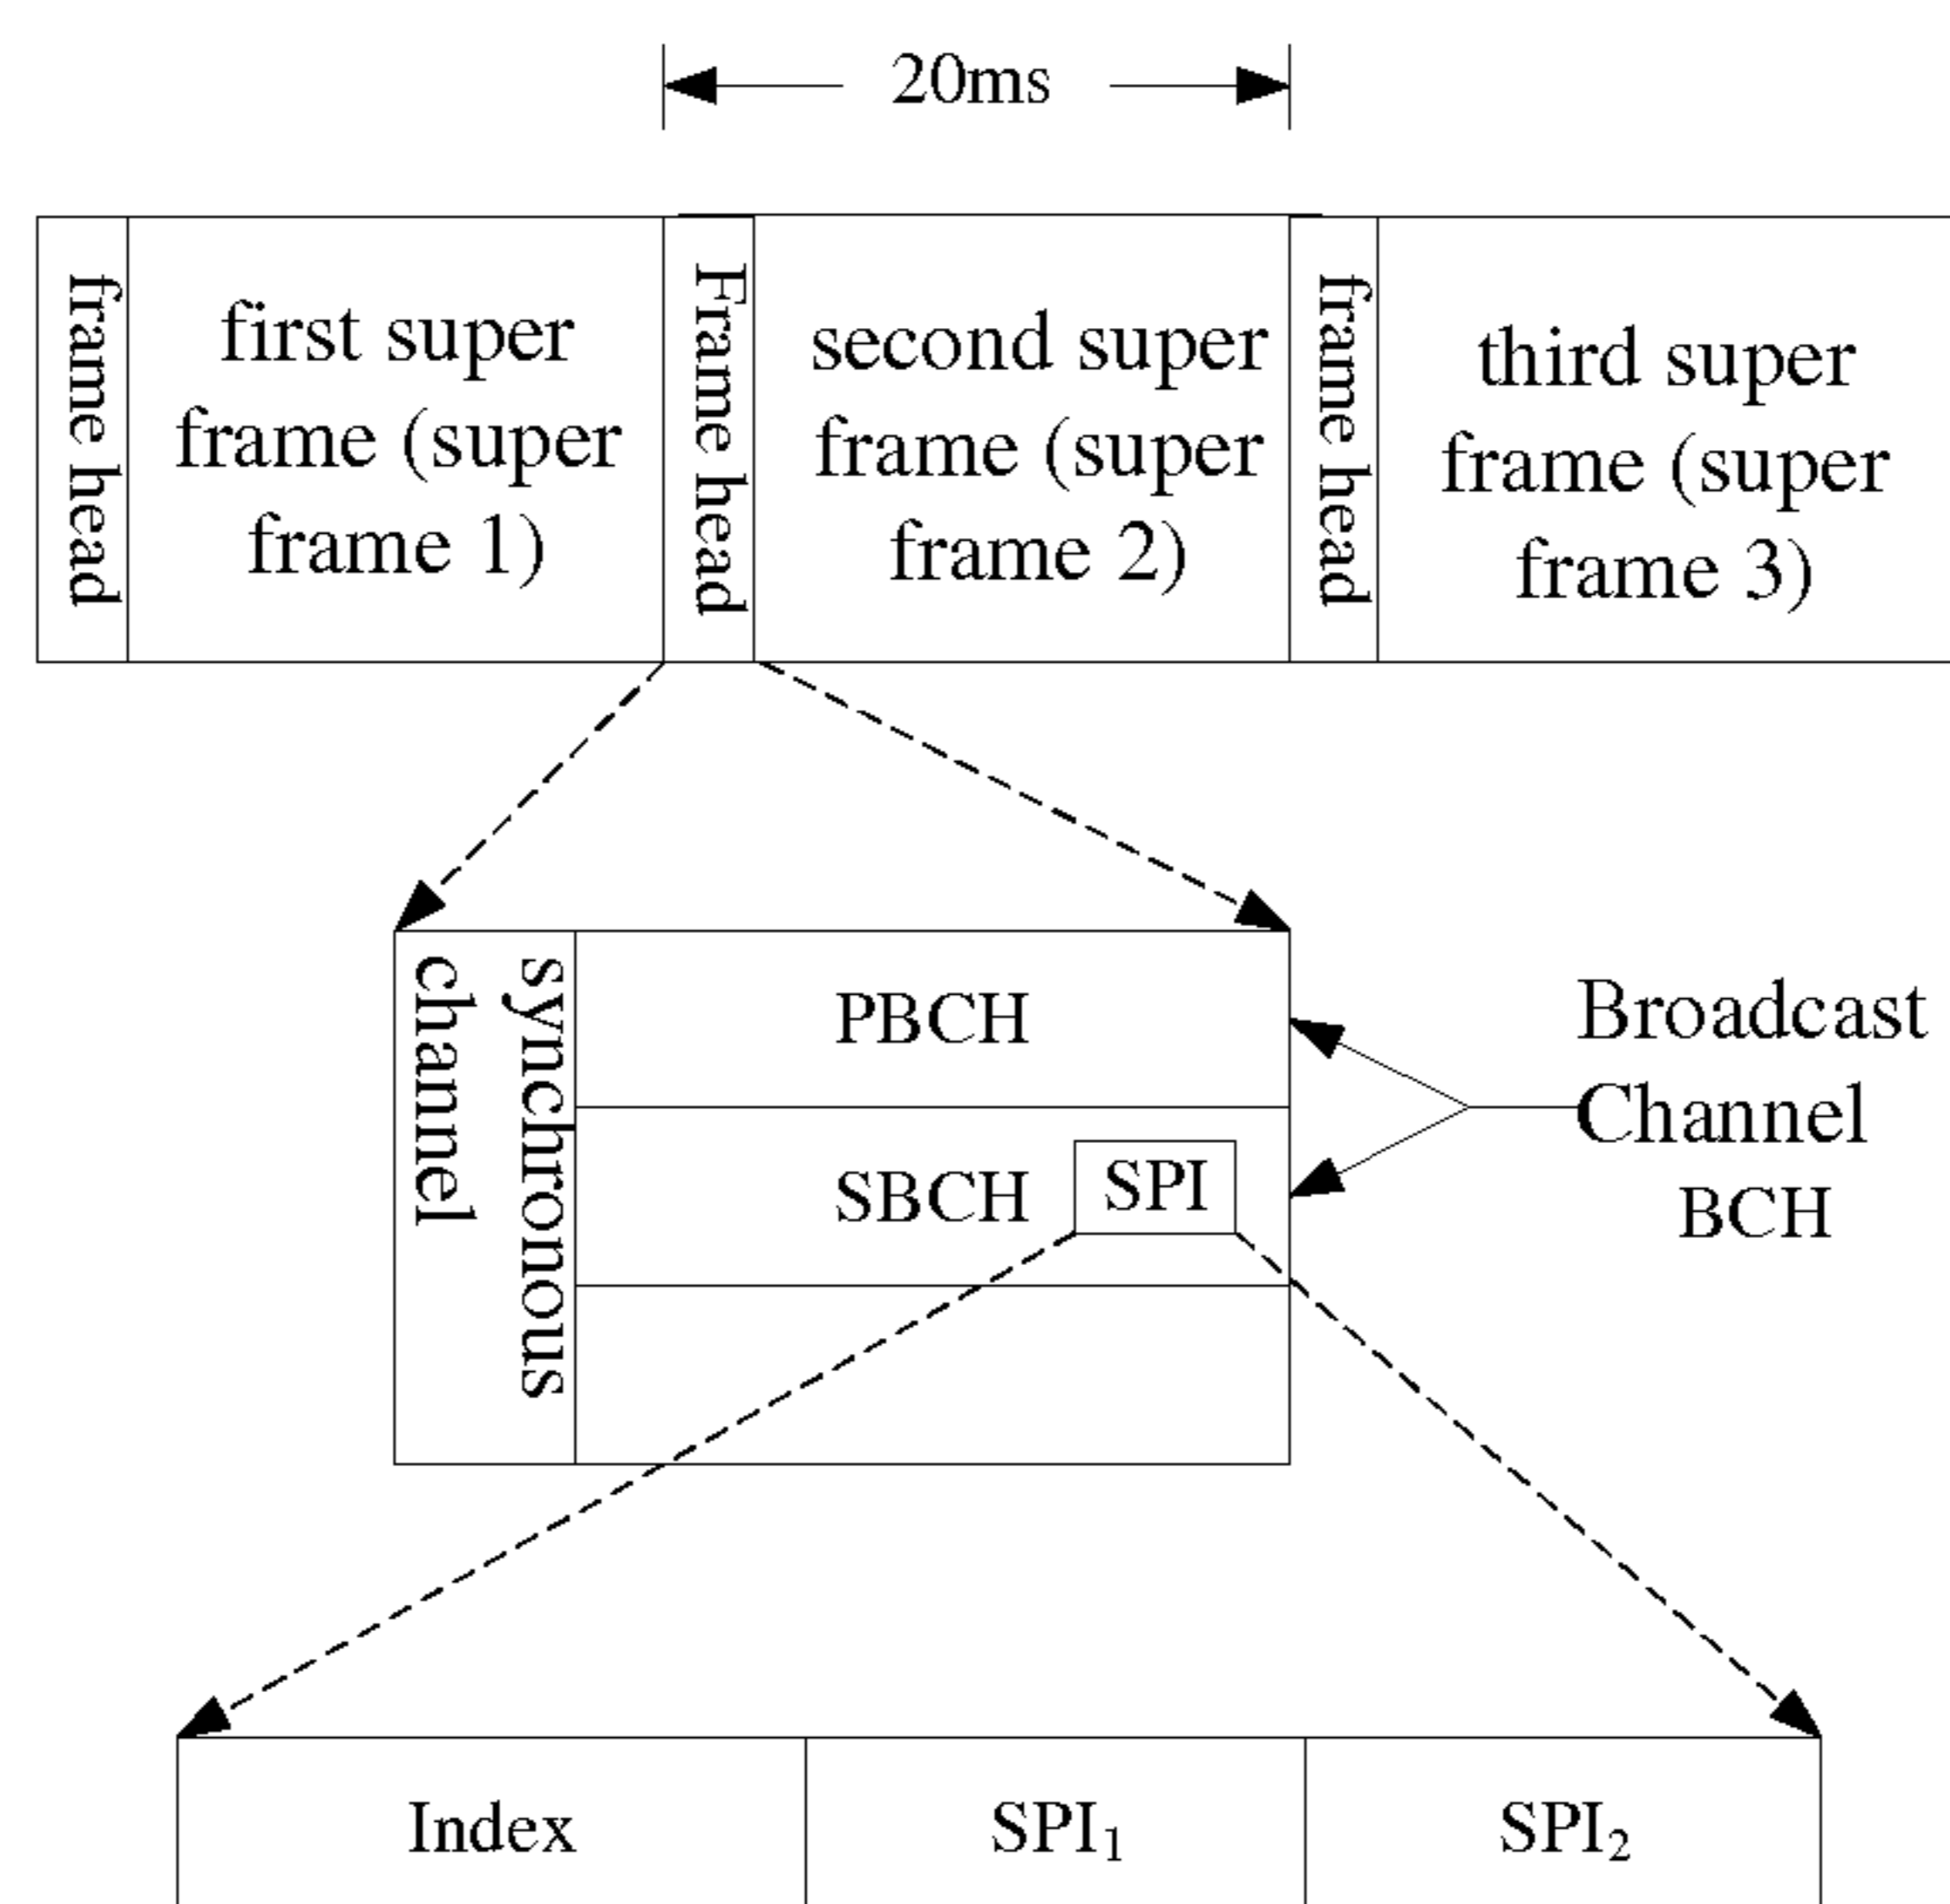 20ms
frame head
first super
frame (super
frame 1)
Frame head
second super
frame (super
frame 2)
frame head
third super
frame (super
frame 3)
synchronous
channel
PBCH
SBCH
SPI
Broadcast
Channel
BCH
Index
SPI₁
SPI₂